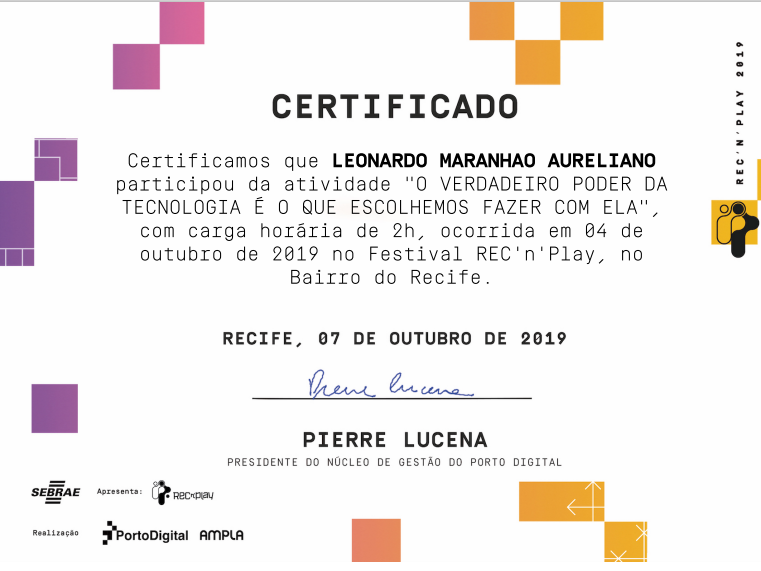 REC'N'PLAY 2019
CERTIFICADO
Certificamos que LEONARDO MARANHAO AURELIANO
participou da atividade "O VERDADEIRO PODER DA
TECNOLOGIA É O QUE ESCOLHEMOS FAZER COM ELA",
com carga horária de 2h, ocorrida em 04 de
outubro de 2019 no Festival REC'n'Play, no
Bairro do Recife.
RECIFE, 07 DE OUTUBRO DE 2019
Pierre Lucena
PIERRE LUCENA
PRESIDENTE DO NÚCLEO DE GESTÃO DO PORTO DIGITAL
SEBRAE Apresenta: REC'n'play
Realização PortoDigital AMPLA